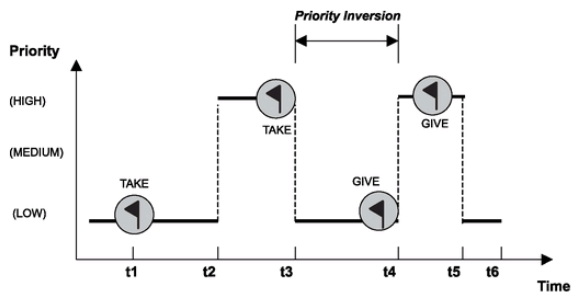 Priority Inversion
Priority
(HIGH)
TAKE
GIVE
(MEDIUM)
TAKE
GIVE
(LOW)
t1 t2 t3 t4 t5 t6
Time